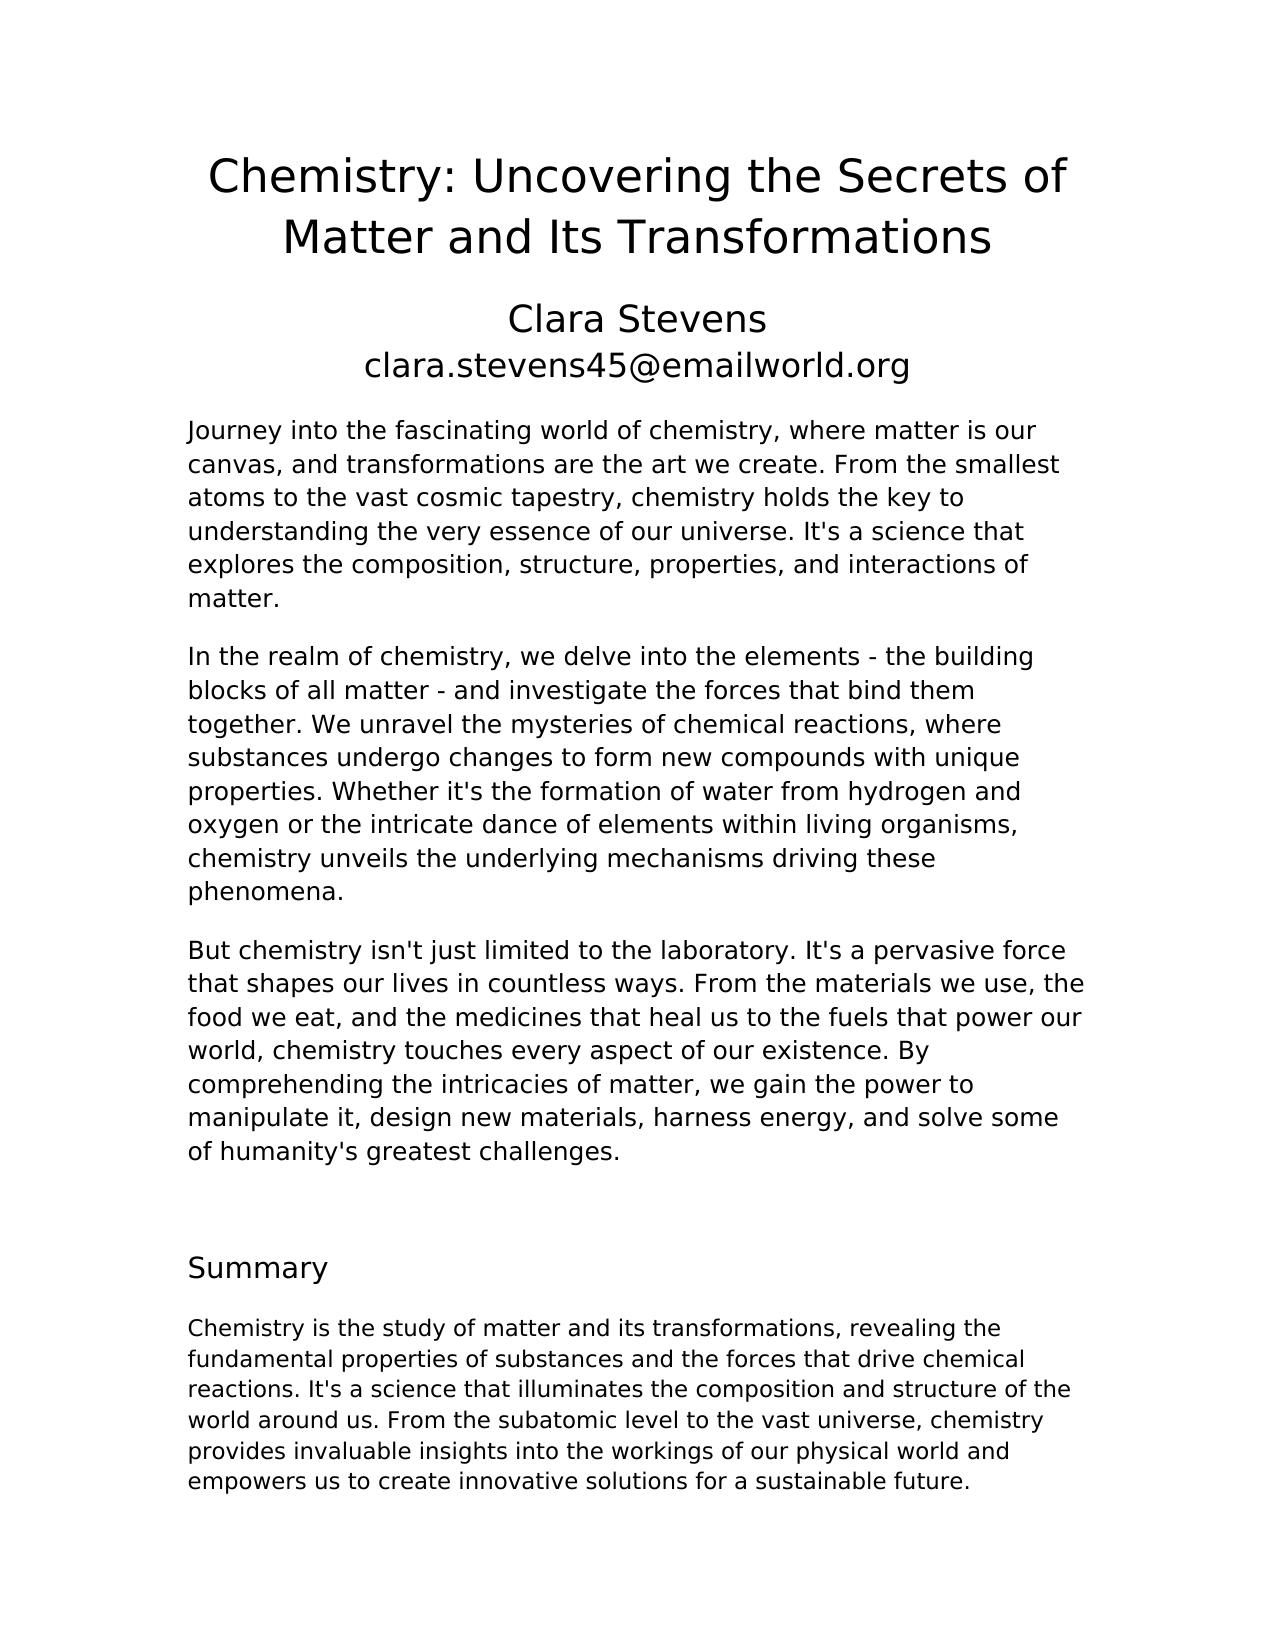 Chemistry: Uncovering the Secrets of
Matter and Its Transformations
Clara Stevens
clara.stevens45@emailworld.org
Journey into the fascinating world of chemistry, where matter is our
canvas, and transformations are the art we create. From the smallest
atoms to the vast cosmic tapestry, chemistry holds the key to
understanding the very essence of our universe. It's a science that
explores the composition, structure, properties, and interactions of
matter.
In the realm of chemistry, we delve into the elements - the building
blocks of all matter - and investigate the forces that bind them
together. We unravel the mysteries of chemical reactions, where
substances undergo changes to form new compounds with unique
properties. Whether it's the formation of water from hydrogen and
oxygen or the intricate dance of elements within living organisms,
chemistry unveils the underlying mechanisms driving these
phenomena.
But chemistry isn't just limited to the laboratory. It's a pervasive force
that shapes our lives in countless ways. From the materials we use, the
food we eat, and the medicines that heal us to the fuels that power our
world, chemistry touches every aspect of our existence. By
comprehending the intricacies of matter, we gain the power to
manipulate it, design new materials, harness energy, and solve some
of humanity's greatest challenges.
Summary
Chemistry is the study of matter and its transformations, revealing the
fundamental properties of substances and the forces that drive chemical
reactions. It's a science that illuminates the composition and structure of the
world around us. From the subatomic level to the vast universe, chemistry
provides invaluable insights into the workings of our physical world and
empowers us to create innovative solutions for a sustainable future.